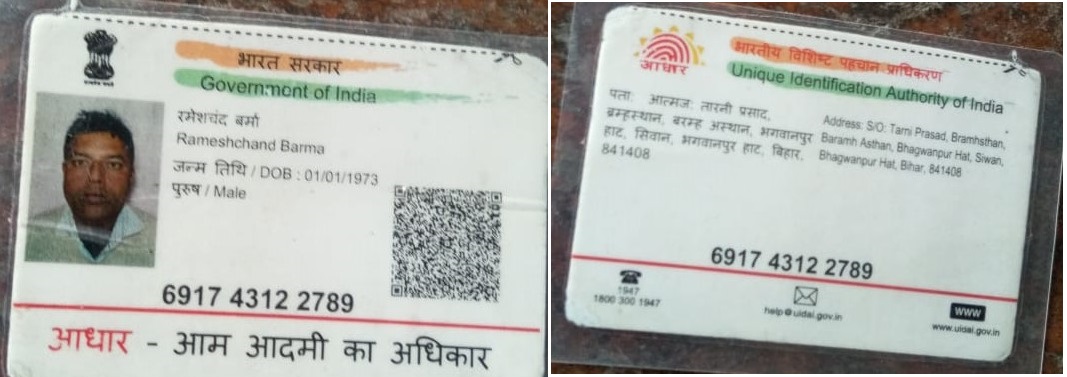 भारत सरकार
Government of India
रमेशचंद बर्मा
Rameshchand Barma
जन्म तिथि / DOB : 01/01/1973
पुरुष / Male
6917 4312 2789
आधार - आम आदमी का अधिकार
आधार
भारतीय विशिष्ट पहचान प्राधिकरण
Unique Identification Authority of India
पता: आत्मज: तारनी प्रसाद,
ब्रम्हस्थान, बरम्ह अस्थान, भगवानपुर
हाट, सिवान, भगवानपुर हाट, बिहार,
841408
Address: S/O: Tarni Prasad, Bramhsthan,
Baramh Asthan, Bhagwanpur Hat, Siwan,
Bhagwanpur Hat, Bihar, 841408
6917 4312 2789
1947
1800 300 1947
help@uidai.gov.in
WWW
www.uidai.gov.in